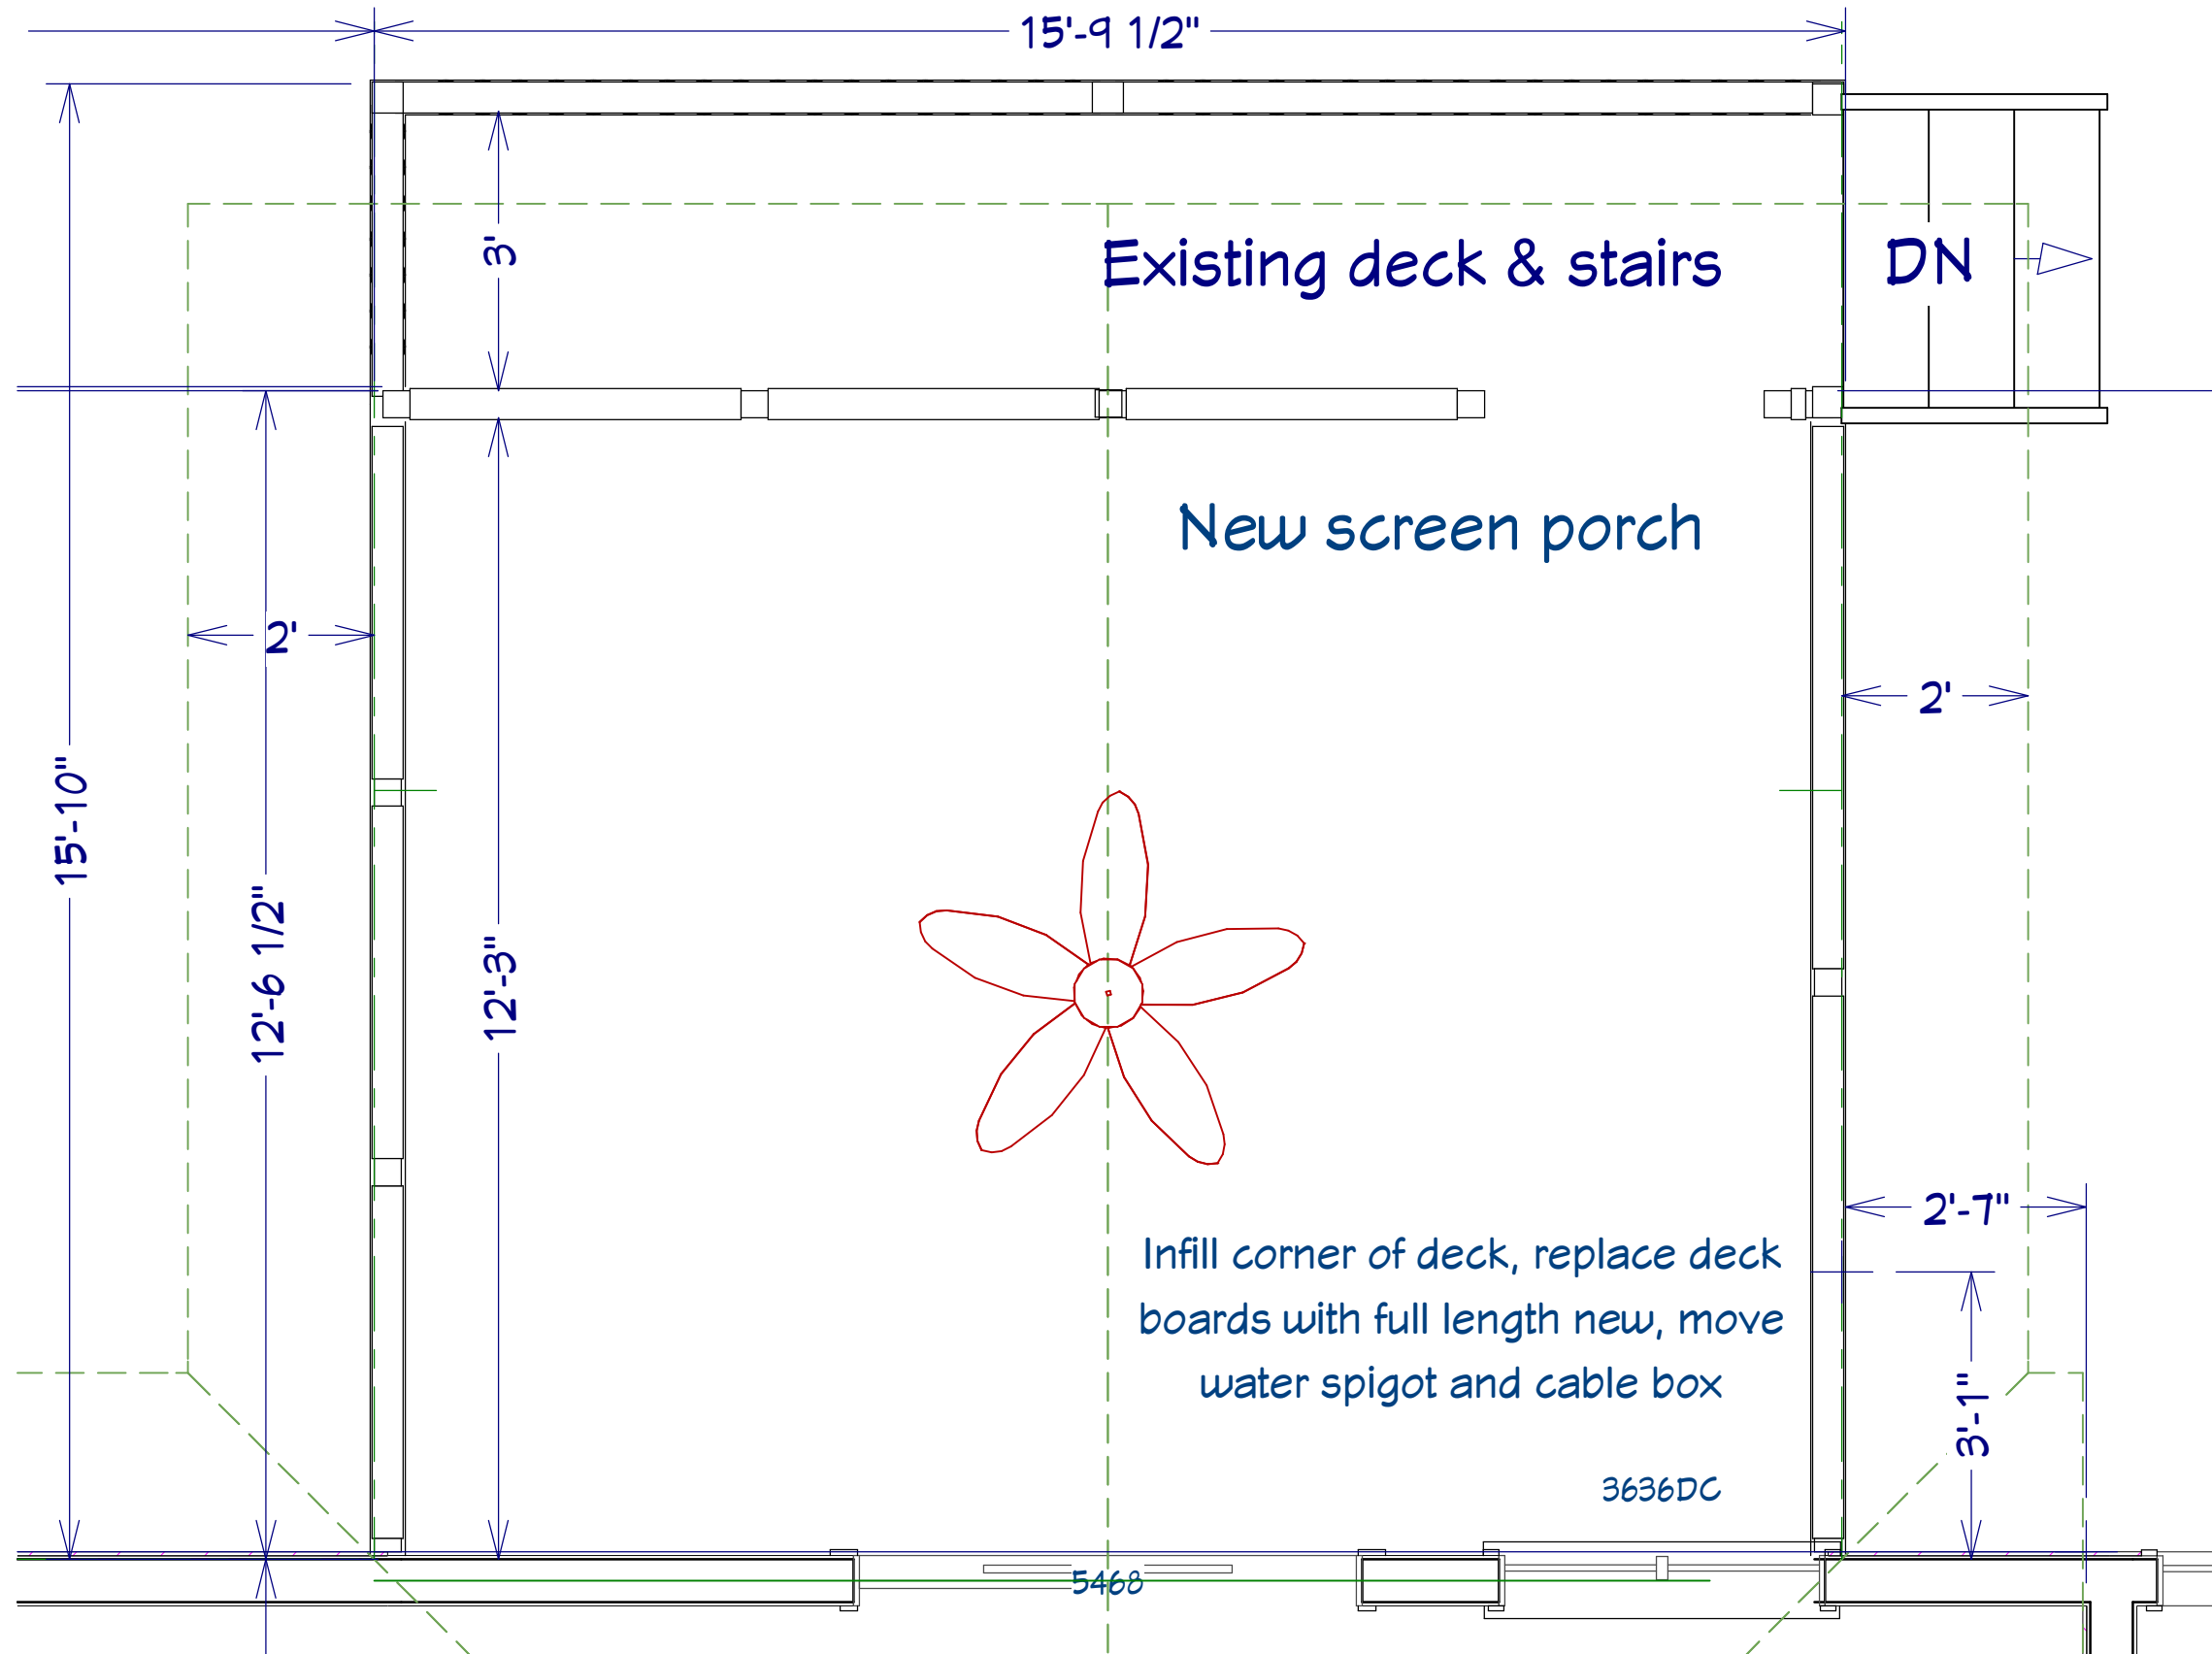 15'-9 1/2"
3'
Existing deck & stairs
DN
New screen porch
2'
2'
15'-10"
12'-6 1/2"
12'-3"
2'-7"
Infill corner of deck, replace deck
boards with full length new, move
water spigot and cable box
3'-1"
3636DC
5468